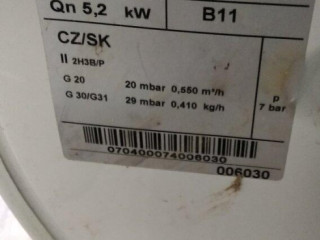 Qn 5,2 kW B11
CZ/SK
II 2H3B/P
G 20 20 mbar 0,550 m³/h
G 30/G31 29 mbar 0,410 kg/h
p
7 bar
070400074006030
006030